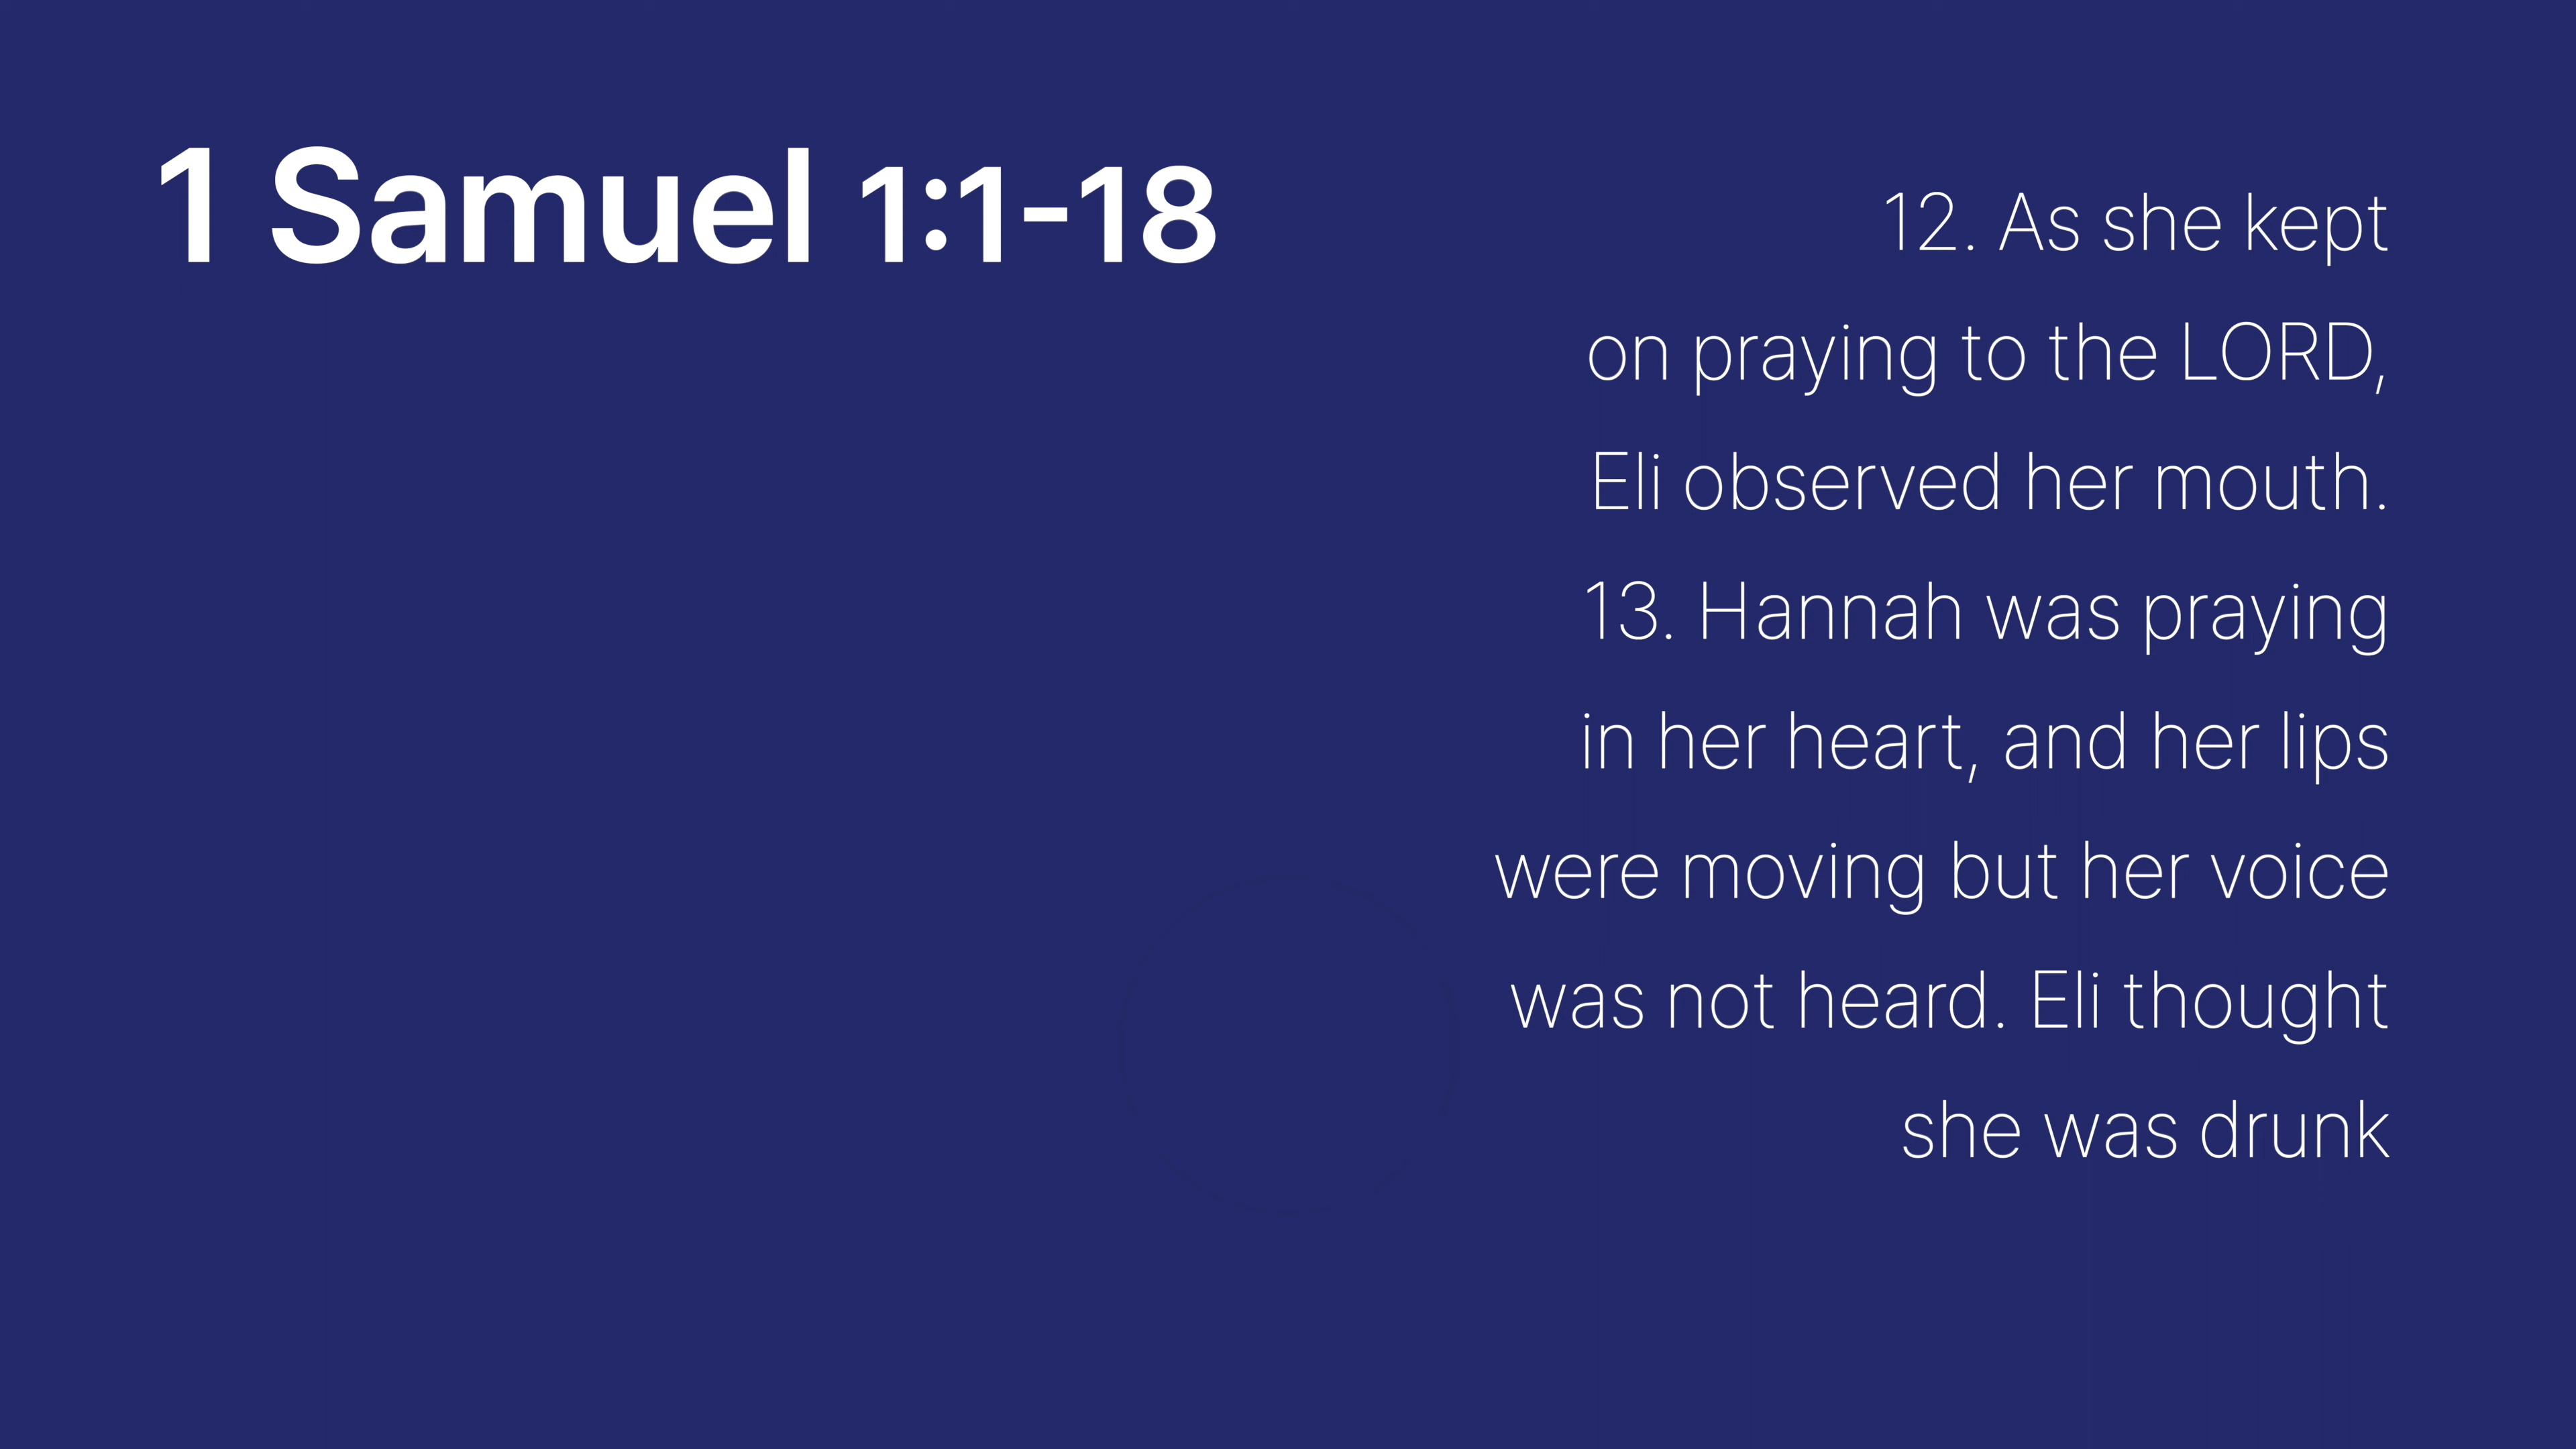 1 Samuel 1:1-18
12. As she kept
on praying to the LORD,
Eli observed her mouth.
13. Hannah was praying
in her heart, and her lips
were moving but her voice
was not heard. Eli thought
she was drunk